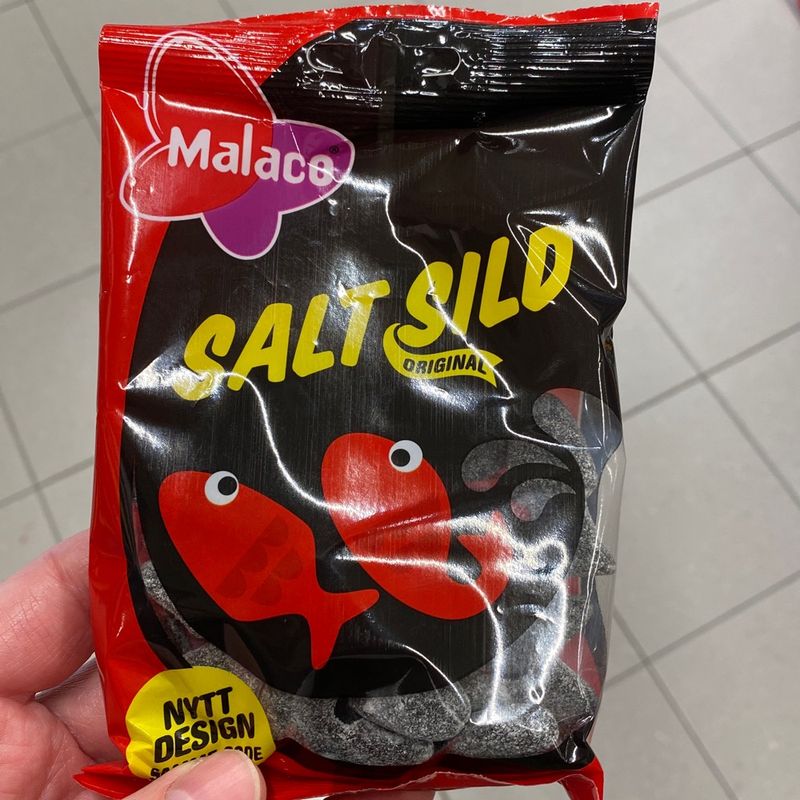 Malaco
SALT SILD
ORIGINAL
NYTT
DESIGN